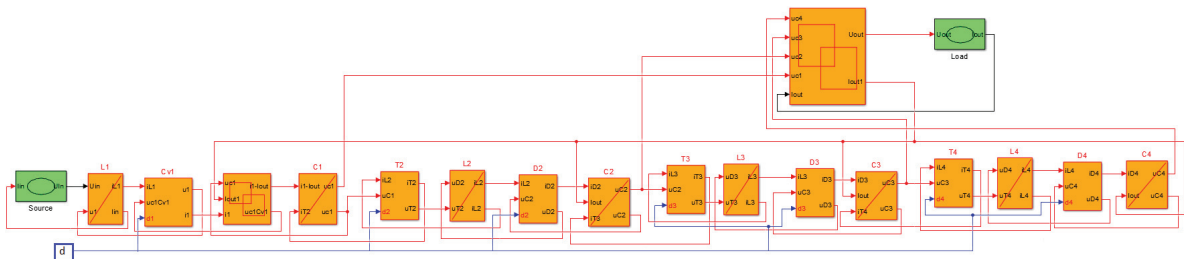 uc4
uc3
uc2
uc1
Iout
Uout
Iout1
Uout Iout
Load
Iin Uin
Source
L1
Uin iL1
u1 Iin
Cv1
iL1 u1
uc1Cv1
d1 i1
uc1 i1-Iout
Iout1
i1 uc1Cv1
C1
i1-Iout uc1
iT2 uc1
T2
iL2 iT2
uC1
d2 uT2
L2
uD2 iL2
uT2 iL2
D2
iL2 iD2
uC2
d2 uD2
C2
iD2
uC2
Iout
iT3 uC2
T3
iL3 iT3
uC2
d3 uT3
L3
uD3 iL3
uT3 iL3
D3
iL3 iD3
uC3
d3 uD3
C3
iD3
uC3
Iout
iT4 uC3
T4
iL4 iT4
uC3
d4 uT4
L4
uD4 iL4
uT4 iL4
D4
iL4 iD4
uC4
d4 uD4
C4
iD4 uC4
Iout uC4
d